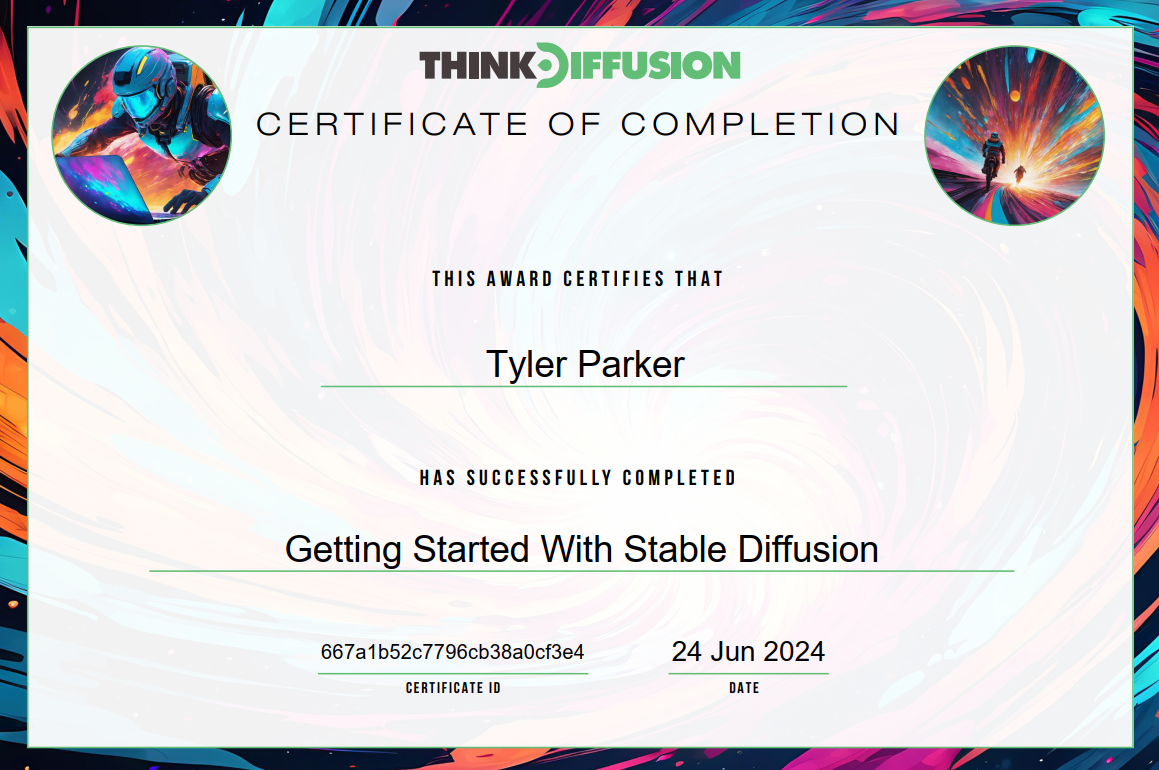 THINKDIFFUSION
CERTIFICATE OF COMPLETION
THIS AWARD CERTIFIES THAT
Tyler Parker
HAS SUCCESSFULLY COMPLETED
Getting Started With Stable Diffusion
667a1b52c7796cb38a0cf3e4 24 Jun 2024
CERTIFICATE ID DATE